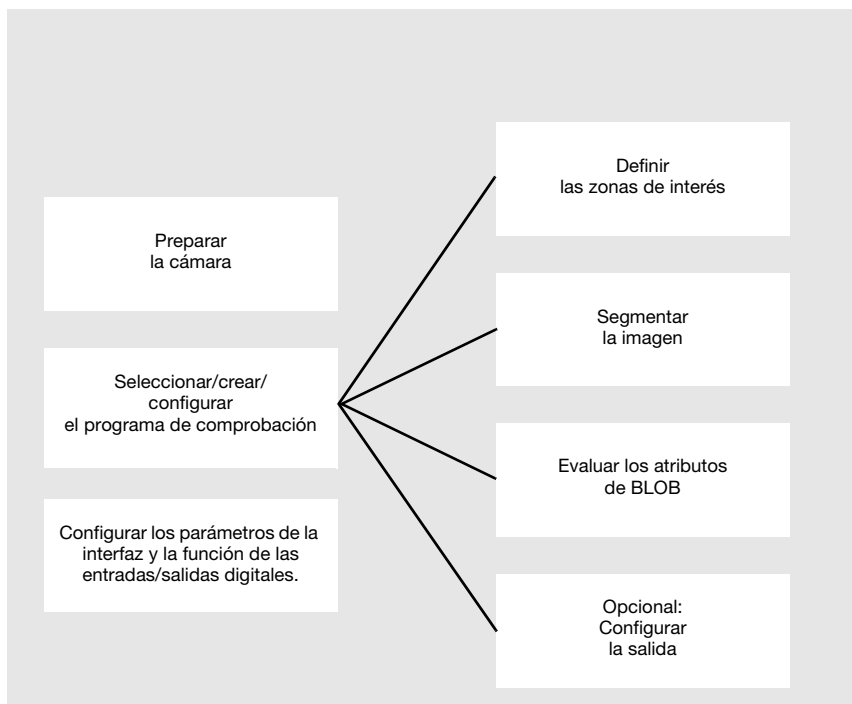 Preparar
la cámara
Seleccionar/crear/
configurar
el programa de comprobación
Configurar los parámetros de la
interfaz y la función de las
entradas/salidas digitales.
Definir
las zonas de interés
Segmentar
la imagen
Evaluar los atributos
de BLOB
Opcional:
Configurar
la salida